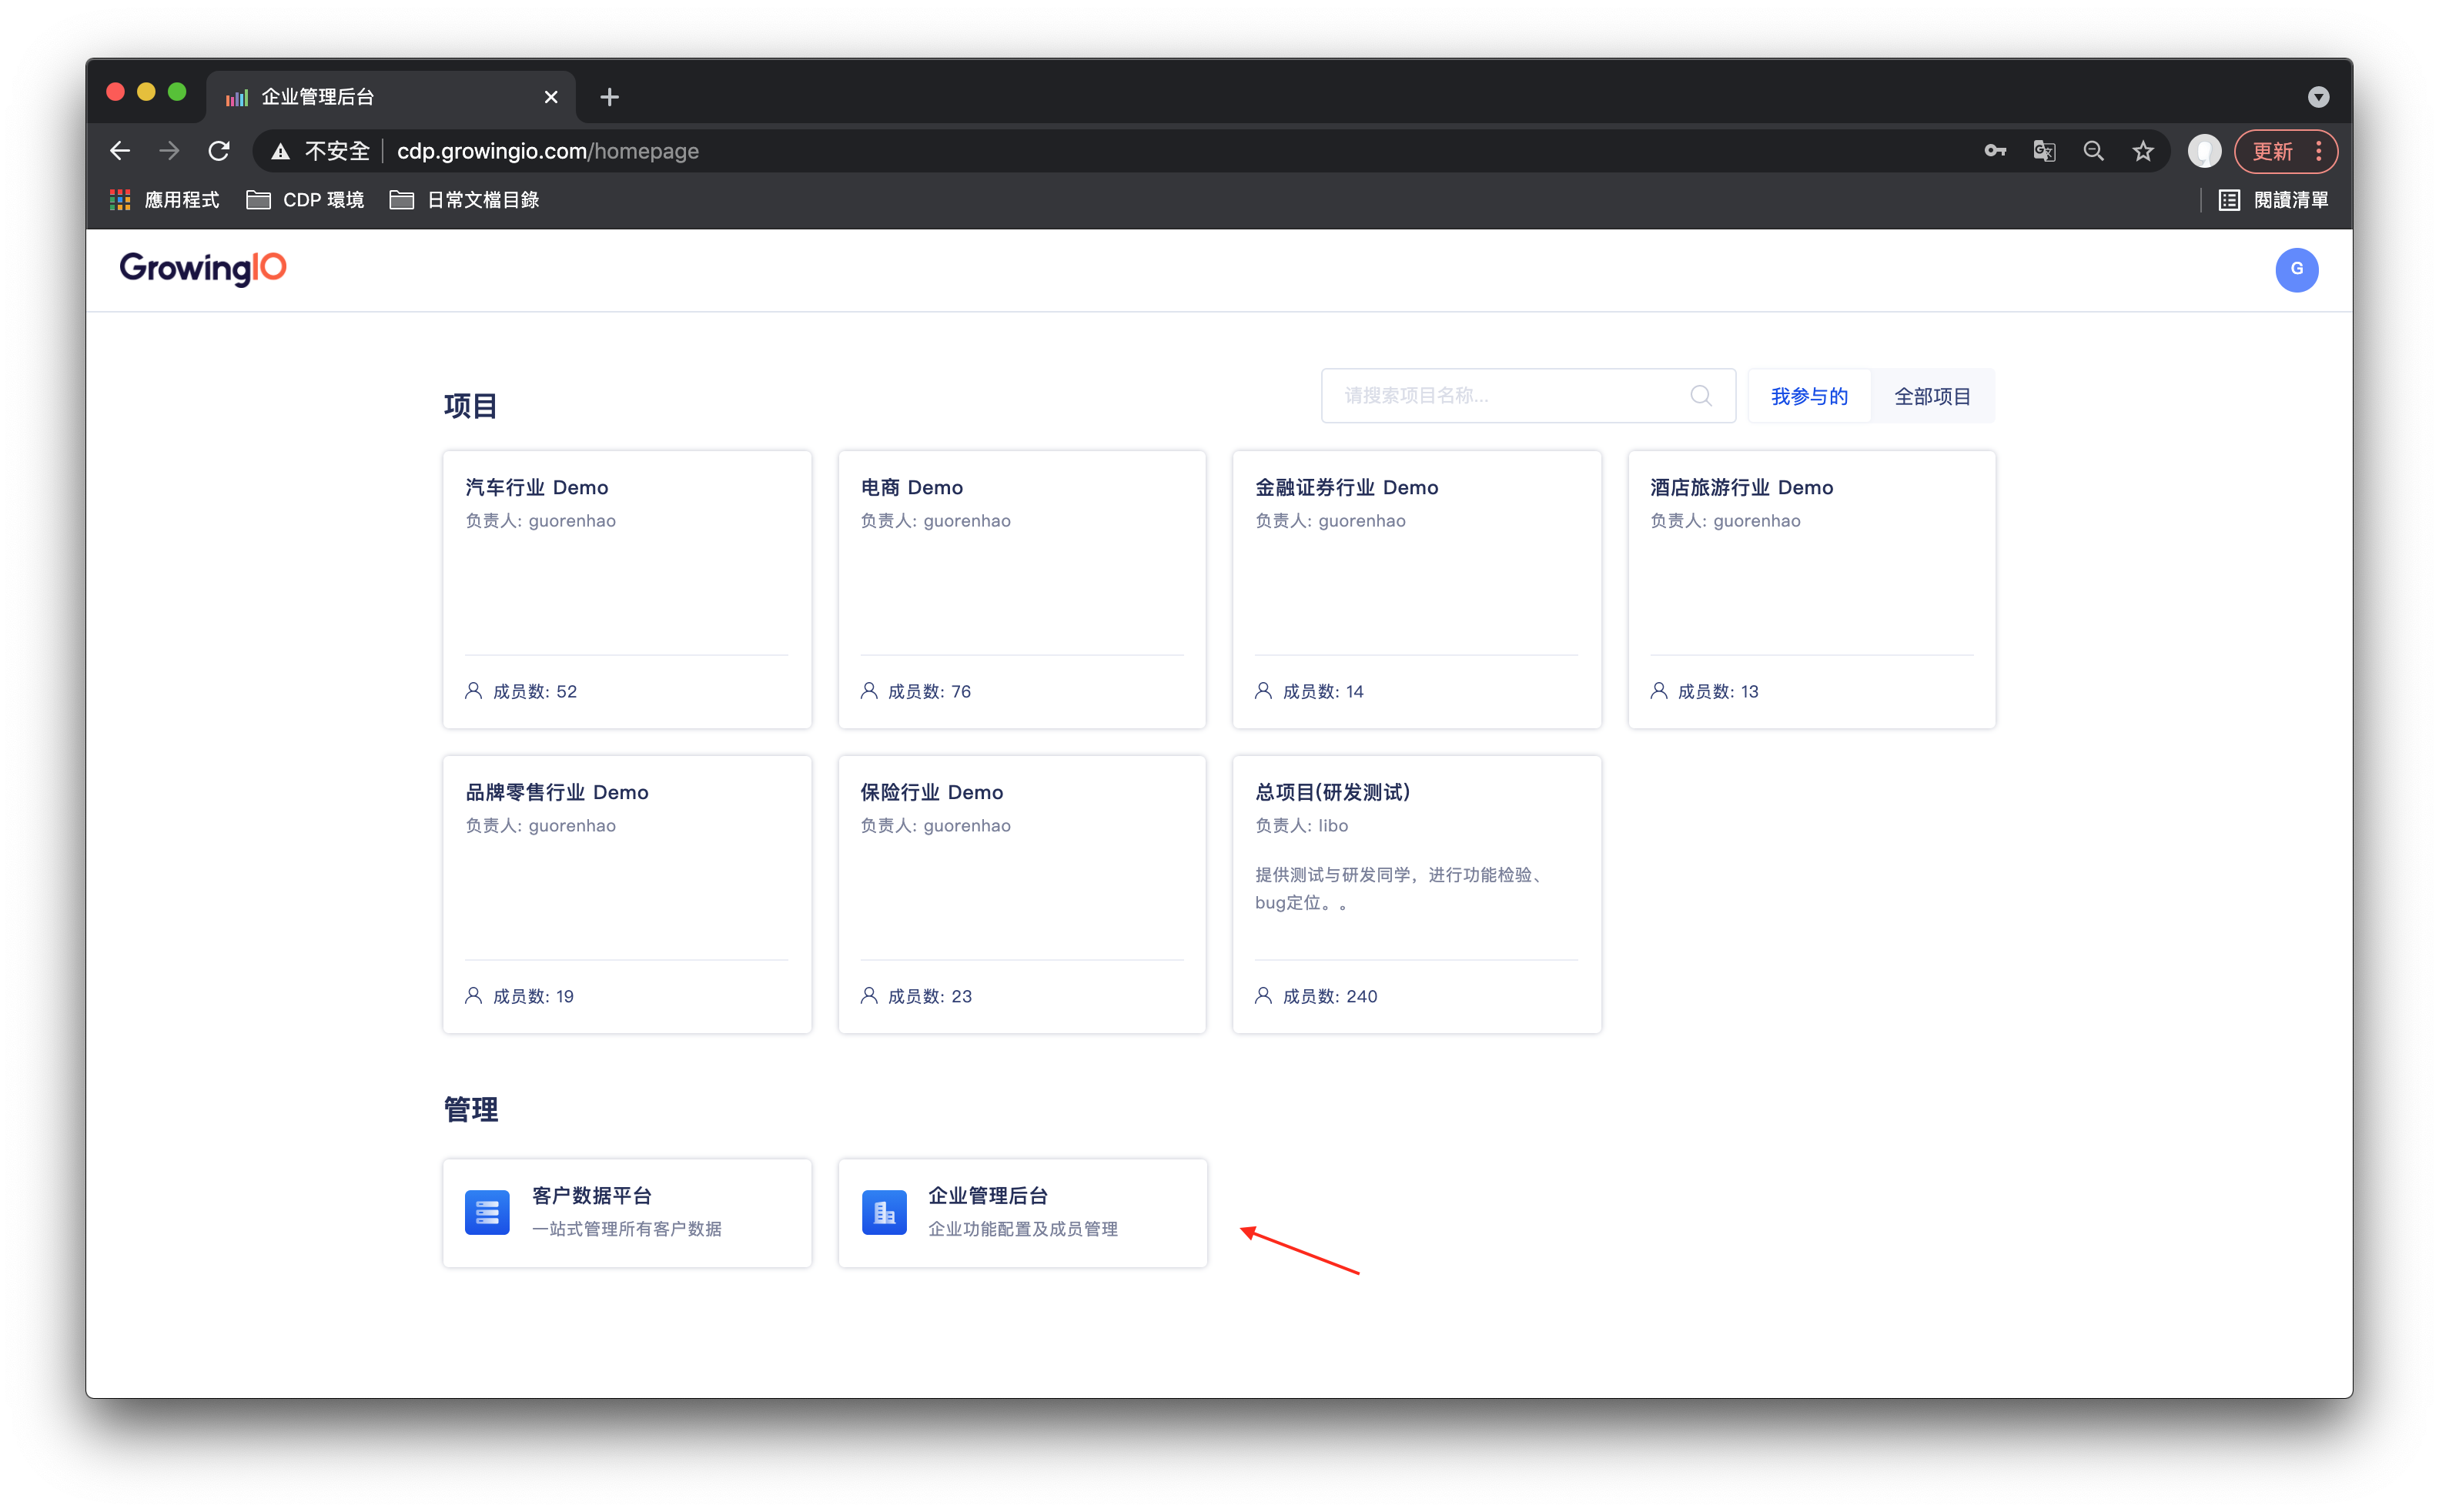 企业管理后台
不安全 | cdp.growingio.com/homepage
更新
應用程式 CDP 環境 日常文檔目錄 閱讀清單
GrowingIO
G
项目
请搜索项目名称...
我参与的 全部项目
汽车行业 Demo
负责人: guorenhao
成员数: 52
电商 Demo
负责人: guorenhao
成员数: 76
金融证券行业 Demo
负责人: guorenhao
成员数: 14
酒店旅游行业 Demo
负责人: guorenhao
成员数: 13
品牌零售行业 Demo
负责人: guorenhao
成员数: 19
保险行业 Demo
负责人: guorenhao
成员数: 23
总项目(研发测试)
负责人: libo
提供测试与研发同学，进行功能检验、
bug定位。。
成员数: 240
管理
客户数据平台
一站式管理所有客户数据
企业管理后台
企业功能配置及成员管理